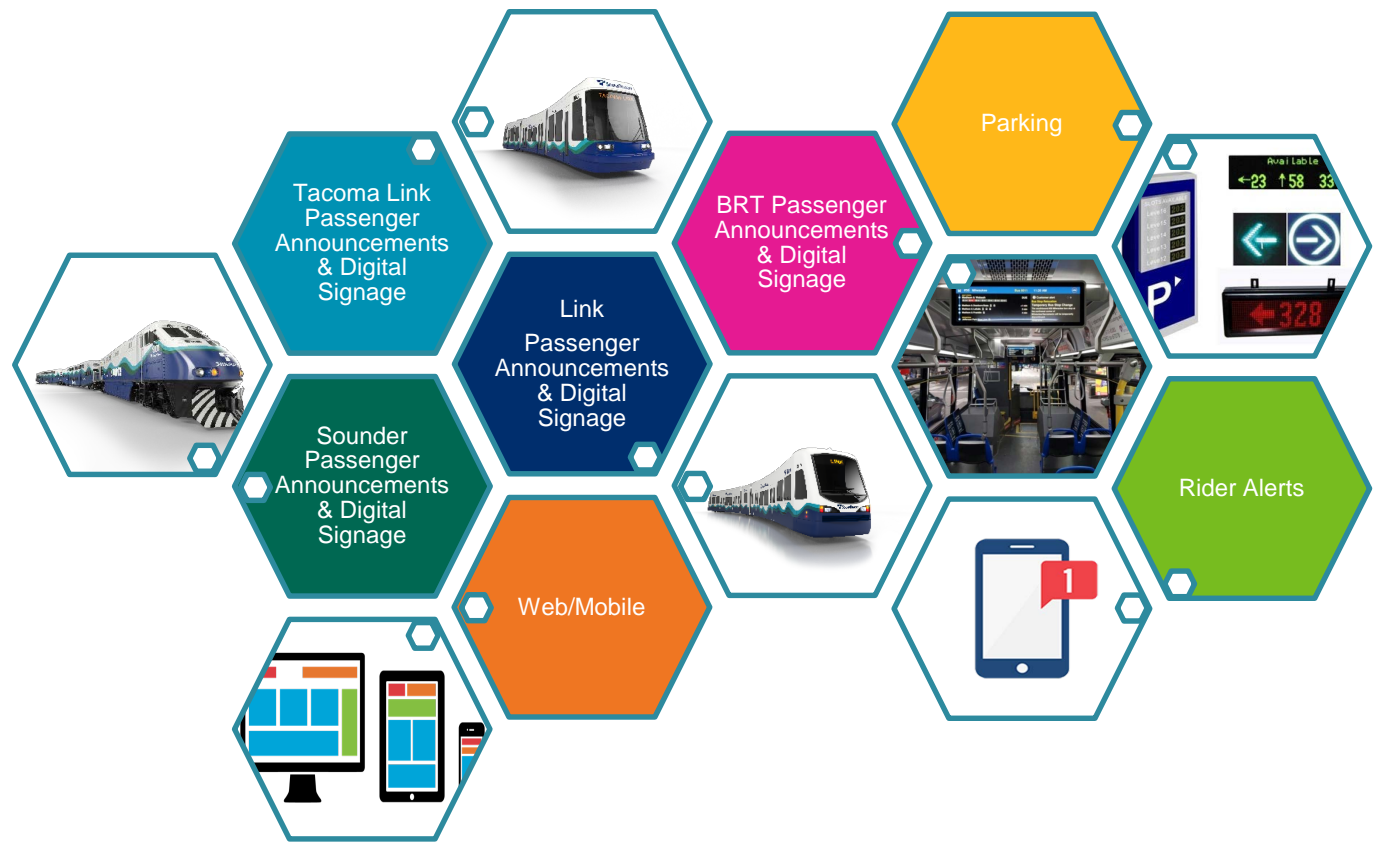 Parking
Tacoma Link
Passenger
Announcements
& Digital
Signage
BRT Passenger
Announcements
& Digital
Signage
Available
←23 ↑58 33
P
←328
Link
Passenger
Announcements
& Digital
Signage
Sounder
Passenger
Announcements
& Digital
Signage
Rider Alerts
1
Web/Mobile